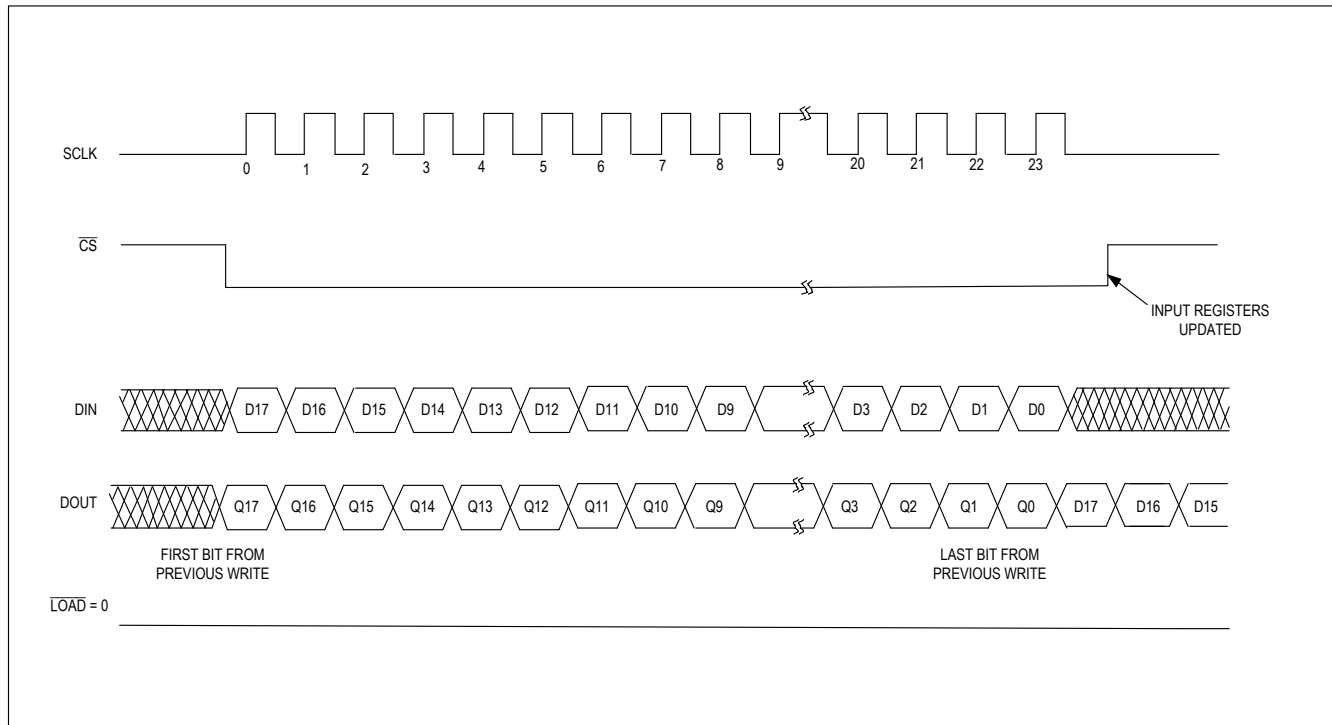 SCLK
0 1 2 3 4 5 6 7 8 9 20 21 22 23
CS
INPUT REGISTERS
UPDATED
DIN D17 D16 D15 D14 D13 D12 D11 D10 D9 D3 D2 D1 D0
DOUT Q17 Q16 Q15 Q14 Q13 Q12 Q11 Q10 Q9 Q3 Q2 Q1 Q0 D17 D16 D15
FIRST BIT FROM
PREVIOUS WRITE
LAST BIT FROM
PREVIOUS WRITE
LOAD = 0